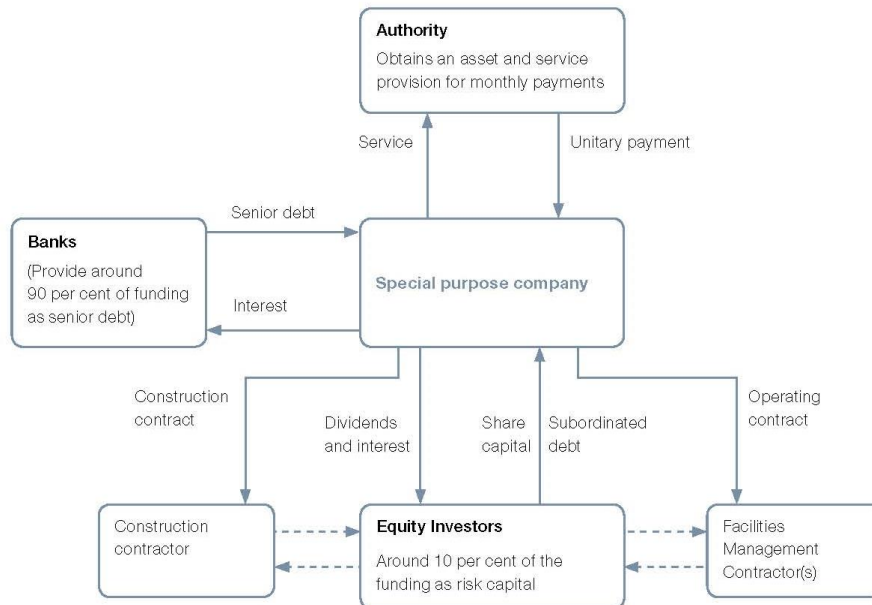 Authority
Obtains an asset and service
provision for monthly payments
Service
Unitary payment
Senior debt
Banks
(Provide around
90 per cent of funding
as senior debt)
Special purpose company
Interest
Construction
contract
Dividends
and interest
Share
capital
Subordinated
debt
Operating
contract
Construction
contractor
Equity Investors
Around 10 per cent of the
funding as risk capital
Facilities
Management
Contractor(s)